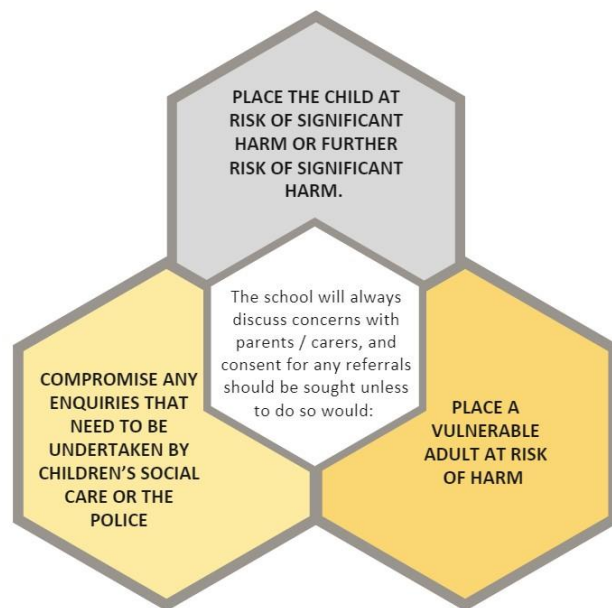 PLACE THE CHILD AT
RISK OF SIGNIFICANT
HARM OR FURTHER
RISK OF SIGNIFICANT
HARM.
The school will always
discuss concerns with
parents / carers, and
consent for any referrals
should be sought unless
to do so would:
COMPROMISE ANY
ENQUIRIES THAT
NEED TO BE
UNDERTAKEN BY
CHILDREN’S SOCIAL
CARE OR THE
POLICE
PLACE A
VULNERABLE
ADULT AT RISK
OF HARM